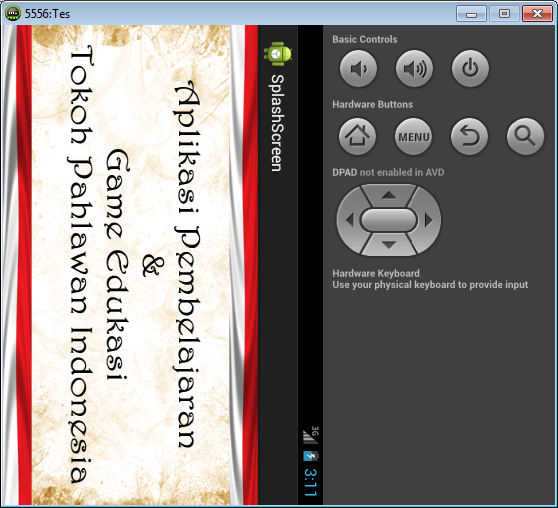 5556:Tes
3G
3:11
SplashScreen
Aplikasi Pembelajaran
&
Game Edukasi
Tokoh Pahlawan Indonesia
Basic Controls
Hardware Buttons
MENU
DPAD not enabled in AVD
Hardware Keyboard
Use your physical keyboard to provide input